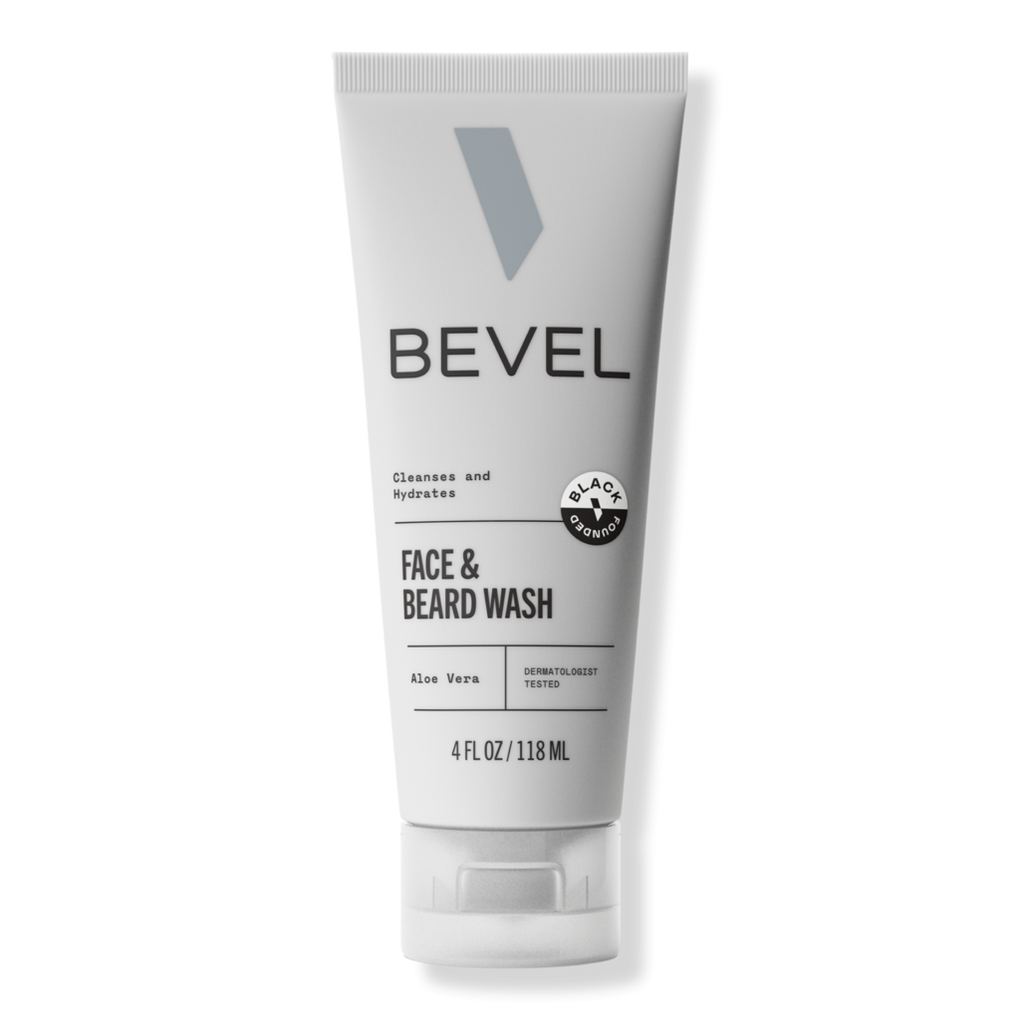 BEVEL
Cleanses and
Hydrates
BLACK
FOUNDED
FACE &
BEARD WASH
Aloe Vera
DERMATOLOGIST
TESTED
4 FL OZ / 118 ML